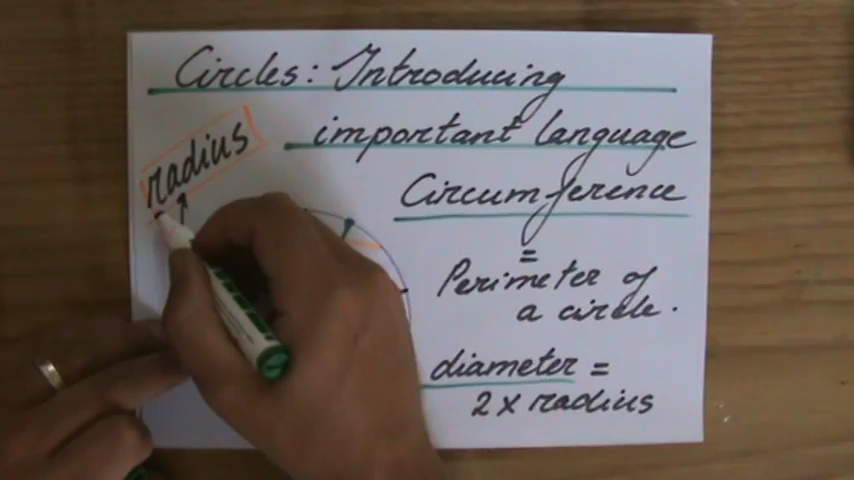 Circles: Introducing
important language
radius
Circumference
=
Perimeter of
a circle.
diameter =
2 x radius